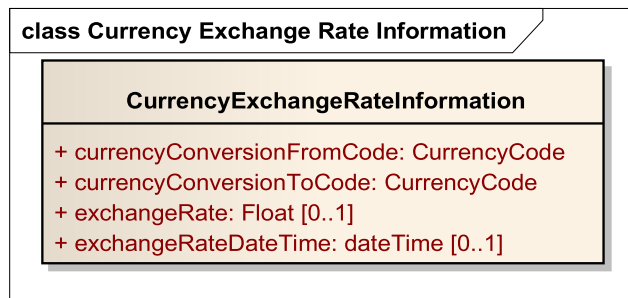 class Currency Exchange Rate Information
CurrencyExchangeRateInformation
+ currencyConversionFromCode: CurrencyCode
+ currencyConversionToCode: CurrencyCode
+ exchangeRate: Float [0..1]
+ exchangeRateDateTime: dateTime [0..1]